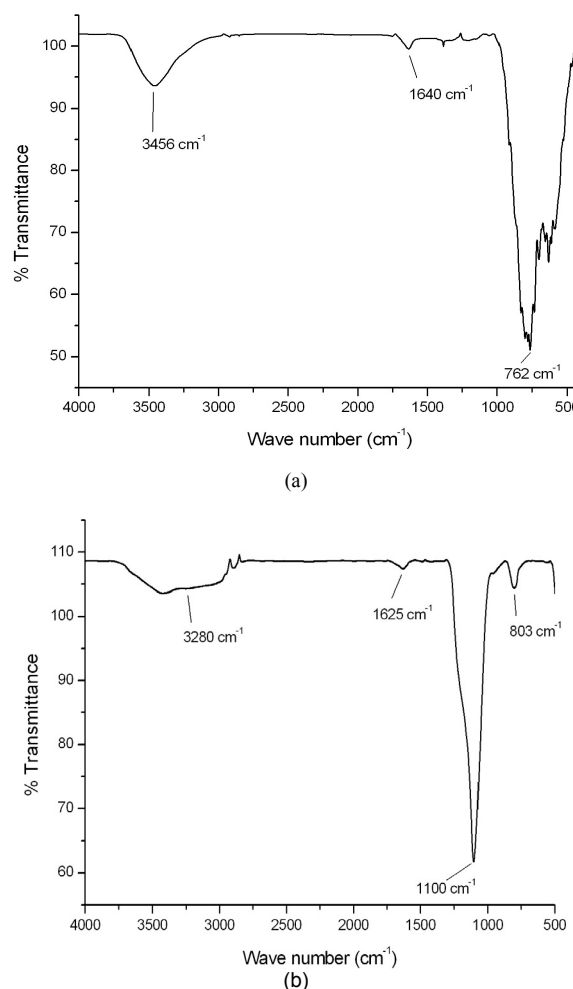 100
90
80
70
60
50
% Transmittance
3456 cm⁻¹
1640 cm⁻¹
762 cm⁻¹
4000 3500 3000 2500 2000 1500 1000 500
Wave number (cm⁻¹)
(a)
110
100
90
80
70
60
% Transmittance
3280 cm⁻¹
1625 cm⁻¹
803 cm⁻¹
1100 cm⁻¹
4000 3500 3000 2500 2000 1500 1000 500
Wave number (cm⁻¹)
(b)